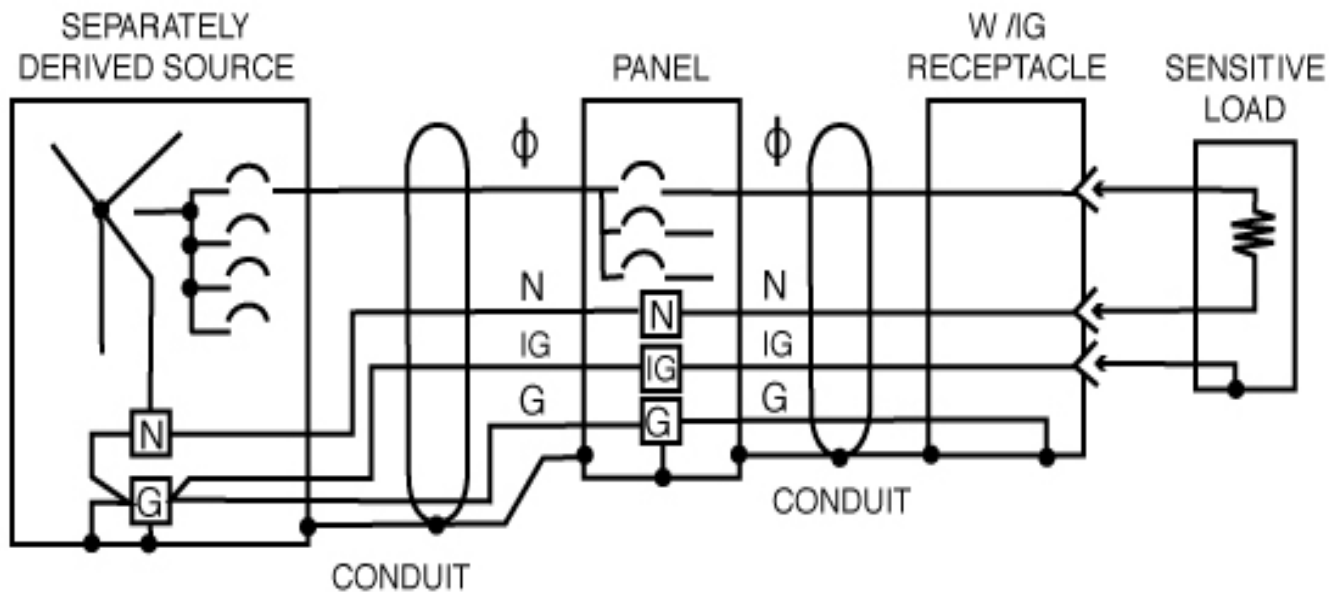 SEPARATELY
DERIVED SOURCE
PANEL
W /IG
RECEPTACLE
SENSITIVE
LOAD
ϕ
ϕ
N
N
N
IG
IG
IG
G
G
G
N
G
CONDUIT
CONDUIT